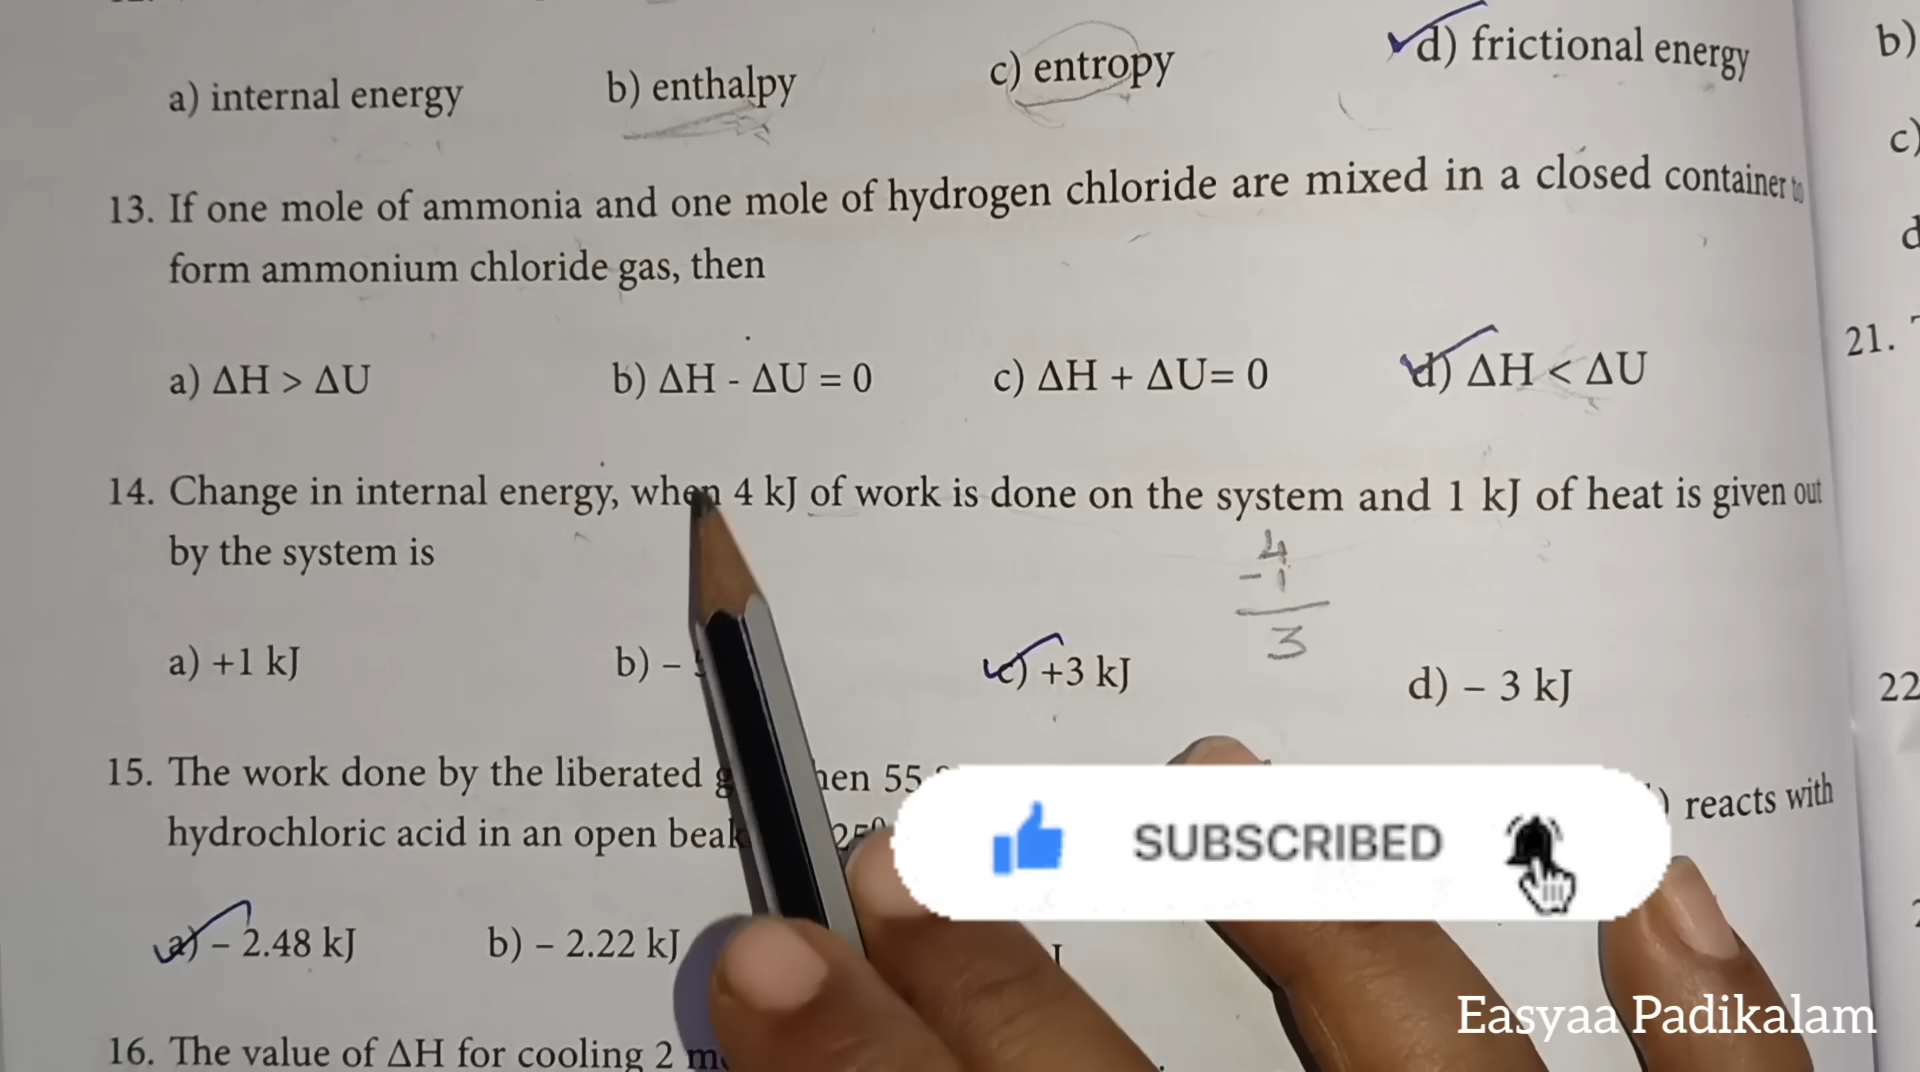 a) internal energy b) enthalpy c) entropy d) frictional energy
13. If one mole of ammonia and one mole of hydrogen chloride are mixed in a closed container to
form ammonium chloride gas, then
a) ΔH > ΔU b) ΔH - ΔU = 0 c) ΔH + ΔU= 0 d) ΔH < ΔU
14. Change in internal energy, when 4 kJ of work is done on the system and 1 kJ of heat is given out
by the system is
4
- 1
3
a) +1 kJ b) – c) +3 kJ d) – 3 kJ
15. The work done by the liberated hen 55 reacts with
hydrochloric acid in an open 25⁰
SUBSCRIBED
a) – 2.48 kJ b) – 2.22 kJ
16. The value of ΔH for cooling 2
b)
c)
d
21.
22
Easyaa Padikalam